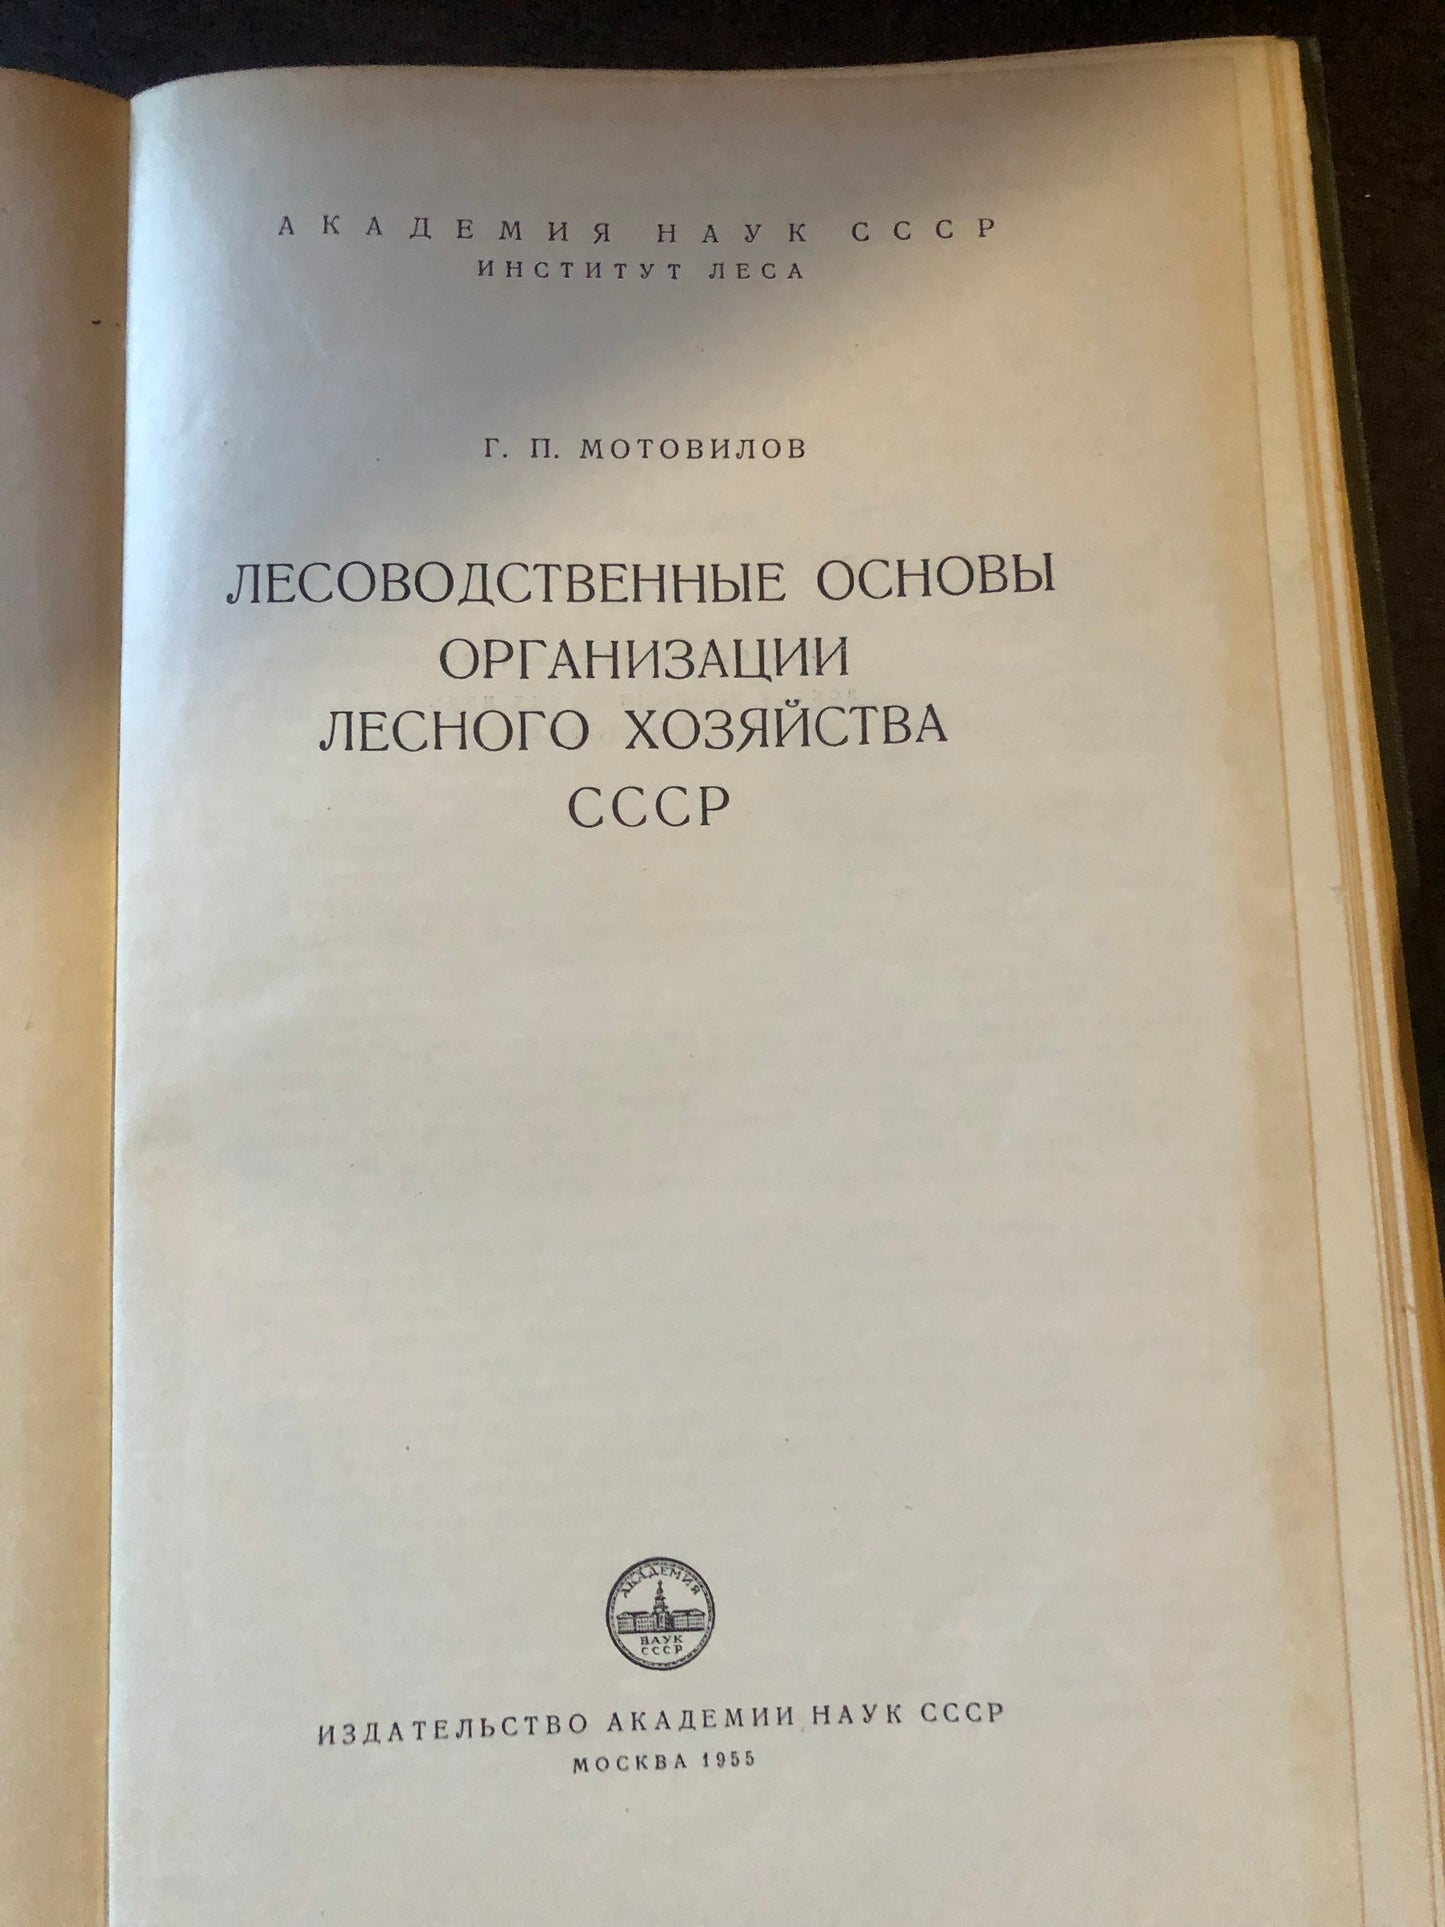 АКАДЕМИЯ НАУК СССР
ИНСТИТУТ ЛЕСА
Г. П. МОТОВИЛОВ
ЛЕСОВОДСТВЕННЫЕ ОСНОВЫ
ОРГАНИЗАЦИИ
ЛЕСНОГО ХОЗЯЙСТВА
СССР
АКАДЕМИЯ
НАУК
СССР
ИЗДАТЕЛЬСТВО АКАДЕМИИ НАУК СССР
МОСКВА 1955